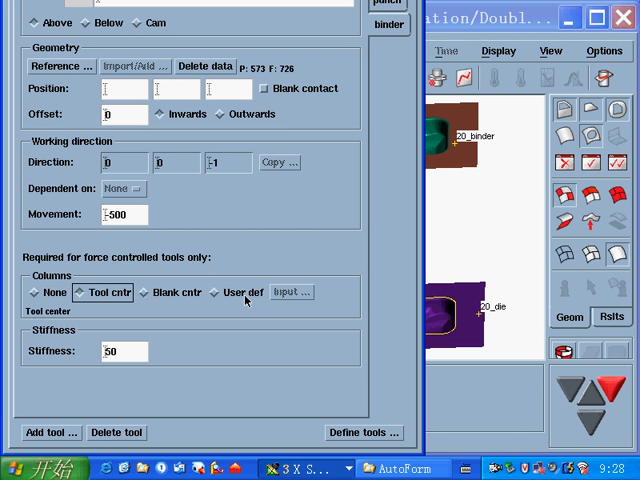 punch
binder
Above Below Cam
Geometry
Reference ... Import/Add ... Delete data P: 573 F: 726
Position: Blank contact
Offset: 0 Inwards Outwards
Working direction
Direction: 0 0 -1 Copy ...
Dependent on: None
Movement: -500
Required for force controlled tools only:
Columns
None Tool cntr Blank cntr User def Input ...
Tool center
Stiffness
Stiffness: 50
Add tool ... Delete tool Define tools ...
ation/Doubl...
Time Display View Options
20_binder
20_die
Geom Rslts
开始
3 X S...
AutoForm
9:28